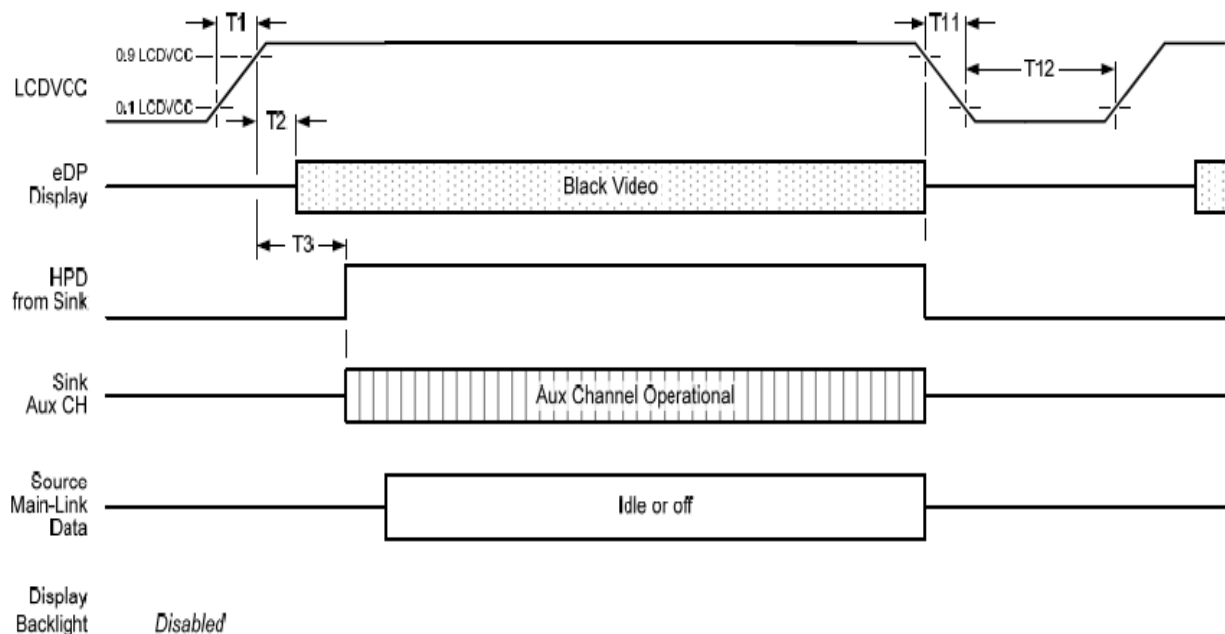 T1
T11
0.9 LCDVCC
LCDVCC
T12
0.1 LCDVCC
T2
eDP
Display
Black Video
T3
HPD
from Sink
Sink
Aux CH
Aux Channel Operational
Source
Main-Link
Data
Idle or off
Display
Backlight
Disabled